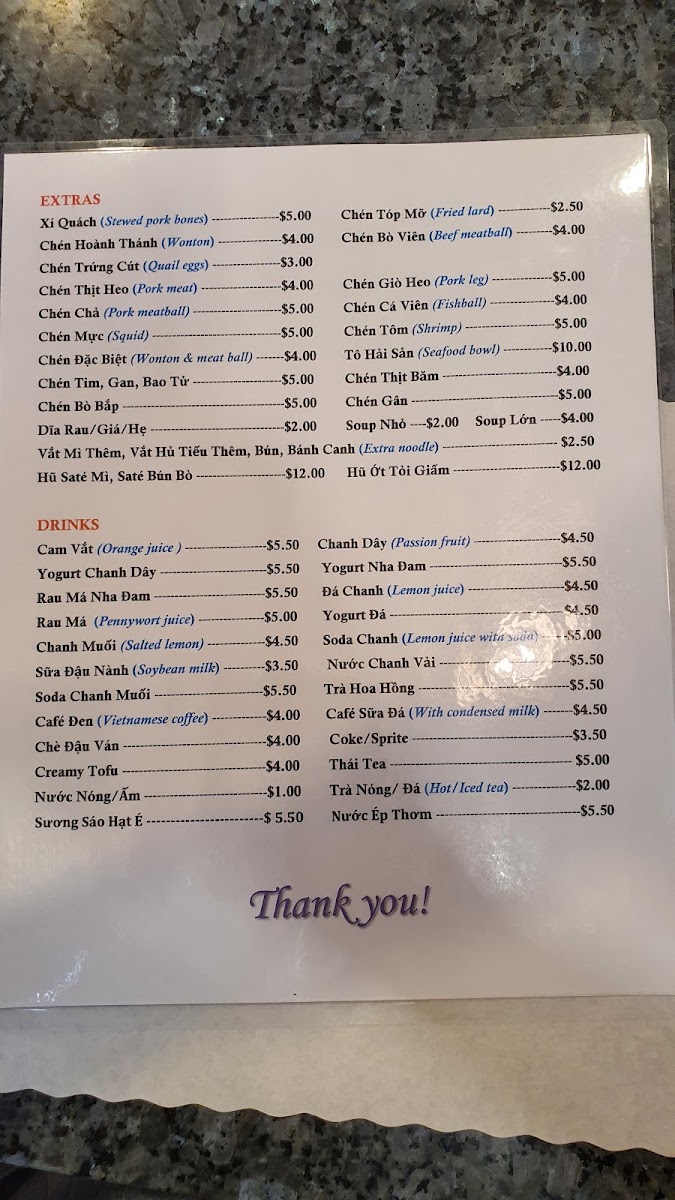 EXTRAS
Xí Quách (Stewed pork bones) ------------------$5.00
Chén Hoành Thánh (Wonton) -----------------$4.00
Chén Trứng Cút (Quail eggs) ----------------$3.00
Chén Thịt Heo (Pork meat) --------------------$4.00
Chén Chả (Pork meatball) ----------------------$5.00
Chén Mực (Squid) --------------------------------$5.00
Chén Đặc Biệt (Wonton & meat ball) -------$4.00
Chén Tim, Gan, Bao Tử ------------------------$5.00
Chén Bò Bắp ----------------------------------------$5.00
Dĩa Rau/Giá/Hẹ -----------------------------------$2.00
Chén Tóp Mỡ (Fried lard) --------------$2.50
Chén Bò Viên (Beef meatball) ---------$4.00
Chén Giò Heo (Pork leg) ----------------$5.00
Chén Cá Viên (Fishball) -----------------$4.00
Chén Tôm (Shrimp) -----------------------$5.00
Tô Hải Sản (Seafood bowl) ------------$10.00
Chén Thịt Băm -----------------------------$4.00
Chén Gân -------------------------------------$5.00
Soup Nhỏ ----$2.00 Soup Lớn -----$4.00
Vắt Mì Thêm, Vắt Hủ Tiếu Thêm, Bún, Bánh Canh (Extra noodle) ------------------------------ $2.50
Hũ Saté Mì, Saté Bún Bò -----------------------$12.00 Hũ Ớt Tỏi Giấm ----------------------------$12.00
DRINKS
Cam Vắt (Orange juice ) ---------------------$5.50
Yogurt Chanh Dây ----------------------------$5.50
Rau Má Nha Đam -----------------------------$5.50
Rau Má (Pennywort juice) ------------------$5.00
Chanh Muối (Salted lemon) ----------------$4.50
Sữa Đậu Nành (Soybean milk) ------------$3.50
Soda Chanh Muối ----------------------------$5.50
Café Đen (Vietnamese coffee) --------------$4.00
Chè Đậu Ván ------------------------------------$4.00
Creamy Tofu ------------------------------------$4.00
Nước Nóng/Ấm --------------------------------$1.00
Sương Sáo Hạt É -----------------------------$ 5.50
Chanh Dây (Passion fruit) ----------------------$4.50
Yogurt Nha Đam -----------------------------------$5.50
Đá Chanh (Lemon juice) -------------------------$4.50
Yogurt Đá --------------------------------------------$4.50
Soda Chanh (Lemon juice with soda) ------$5.00
Nước Chanh Vải ----------------------------------$5.50
Trà Hoa Hồng --------------------------------------$5.50
Café Sữa Đá (With condensed milk) --------$4.50
Coke/Sprite ------------------------------------------$3.50
Thái Tea ---------------------------------------------- $5.00
Trà Nóng/ Đá (Hot/Iced tea) ----------------$2.00
Nước Ép Thơm -------------------------------------$5.50
Thank you!